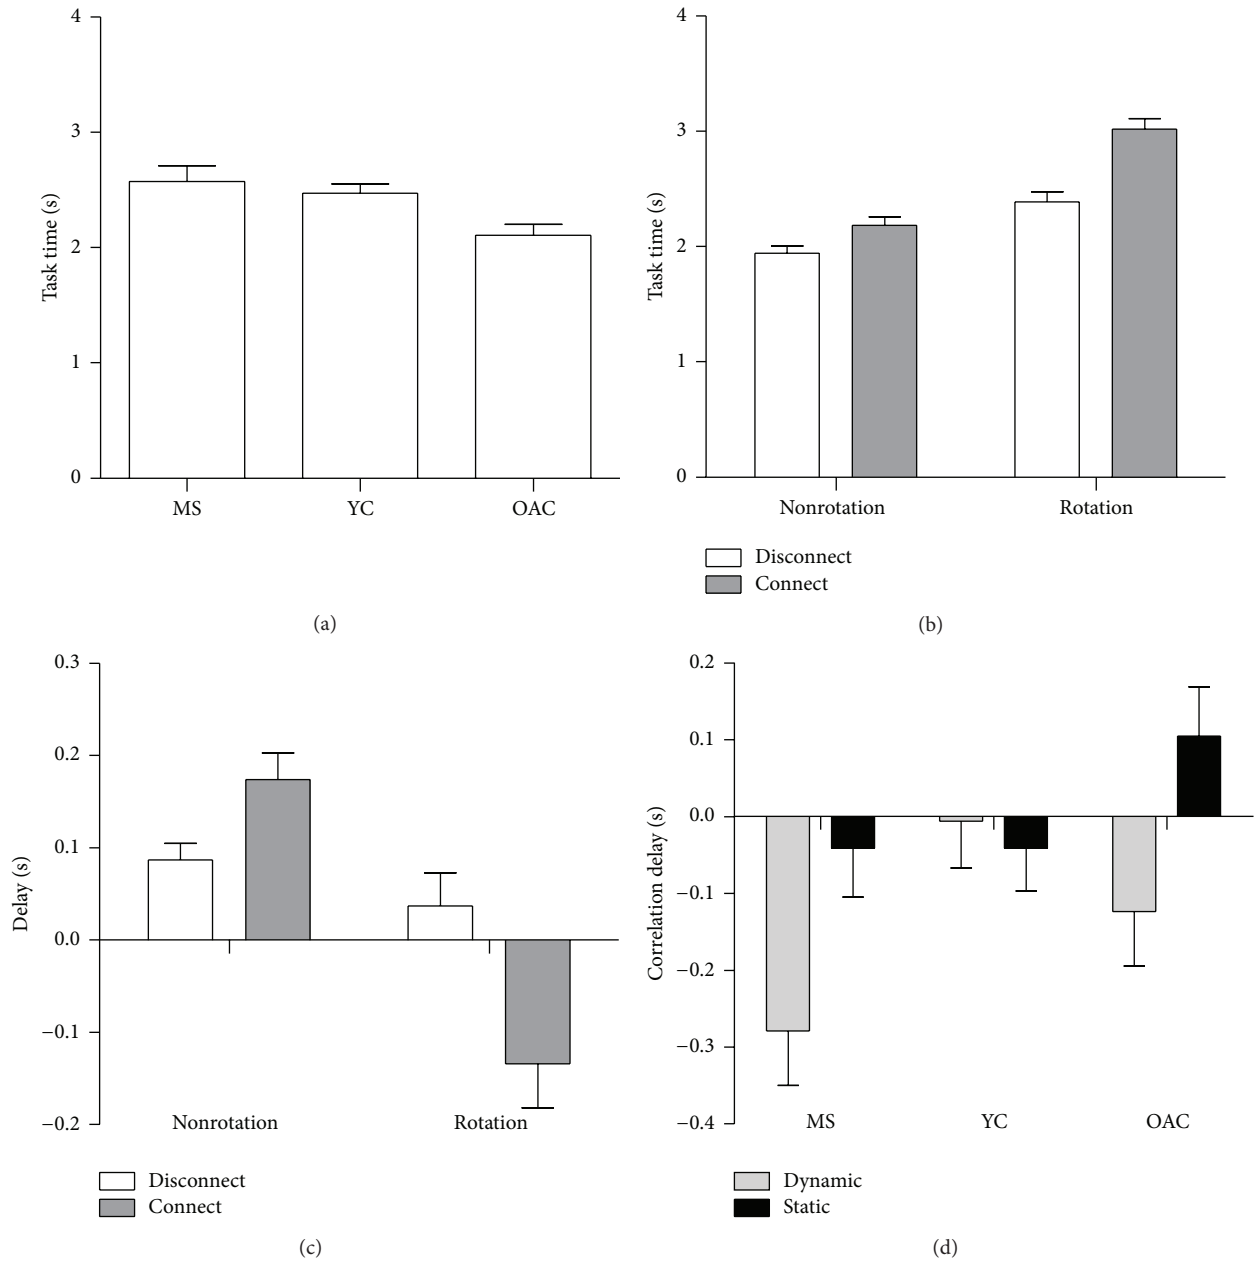 4
3
2
1
0
Task time (s)
MS YC OAC
(a)
4
3
2
1
0
Task time (s)
Nonrotation Rotation
Disconnect
Connect
(b)
0.3
0.2
0.1
0.0
−0.1
−0.2
Delay (s)
Nonrotation Rotation
Disconnect
Connect
(c)
0.2
0.1
0.0
−0.1
−0.2
−0.3
−0.4
Correlation delay (s)
MS YC OAC
Dynamic
Static
(d)